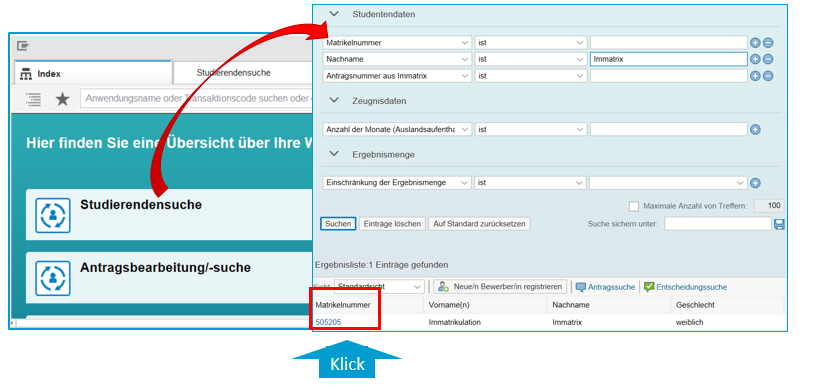 Index
Studierendensuche
Anwendungsname oder Transaktionscode suchen oder
Hier finden Sie eine Übersicht über Ihre W
Studierendensuche
Antragsbearbeitung/-suche
Studentendaten
Matrikelnummer ist
Nachname ist Immatrix
Antragsnummer aus Immatrix ist
Zeugnisdaten
Anzahl der Monate (Auslandsaufentha ist
Ergebnismenge
Einschränkung der Ergebnismenge ist
Maximale Anzahl von Treffern: 100
Suchen Einträge löschen Auf Standard zurücksetzen Suche sichern unter:
Ergebnisliste:1 Einträge gefunden
Sicht: Standardsicht Neue/n Bewerber/in registrieren Antragssuche Entscheidungssuche
Matrikelnummer Vorname(n) Nachname Geschlecht
505205 Immatrikulation Immatrix weiblich
Klick